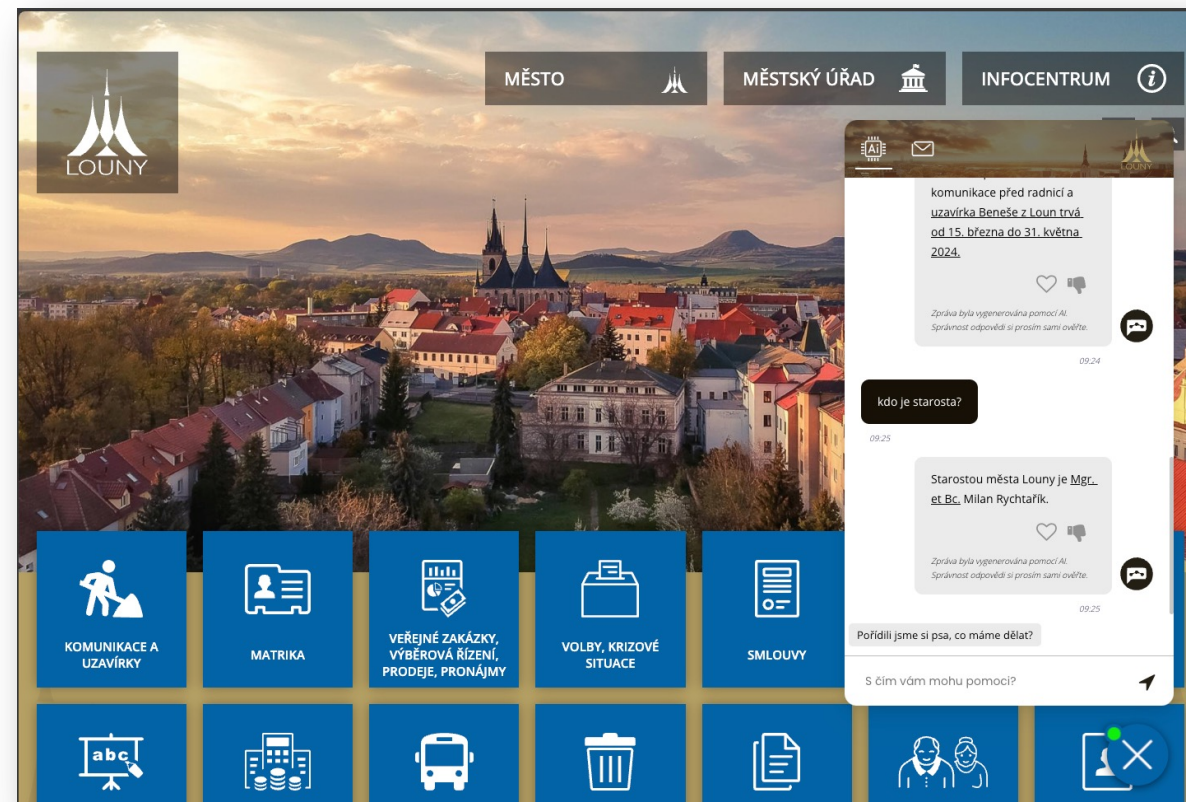 LOUNY
MĚSTO
MĚSTSKÝ ÚŘAD
INFOCENTRUM
Ai
LOUNY
komunikace před radnicí a
uzavírka Beneše z Loun trvá
od 15. března do 31. května
2024.
Zpráva byla vygenerována pomocí AI.
Správnost odpovědi si prosím sami ověřte.
09:24
kdo je starosta?
09:25
Starostou města Louny je Mgr.
et Bc. Milan Rychtařík.
Zpráva byla vygenerována pomocí AI.
Správnost odpovědi si prosím sami ověřte.
09:25
Pořídili jsme si psa, co máme dělat?
S čím vám mohu pomoci?
KOMUNIKACE A
UZAVÍRKY
MATRIKA
VEŘEJNÉ ZAKÁZKY,
VÝBĚROVÁ ŘÍZENÍ,
PRODEJE, PRONÁJMY
VOLBY, KRIZOVÉ
SITUACE
SMLOUVY
abc